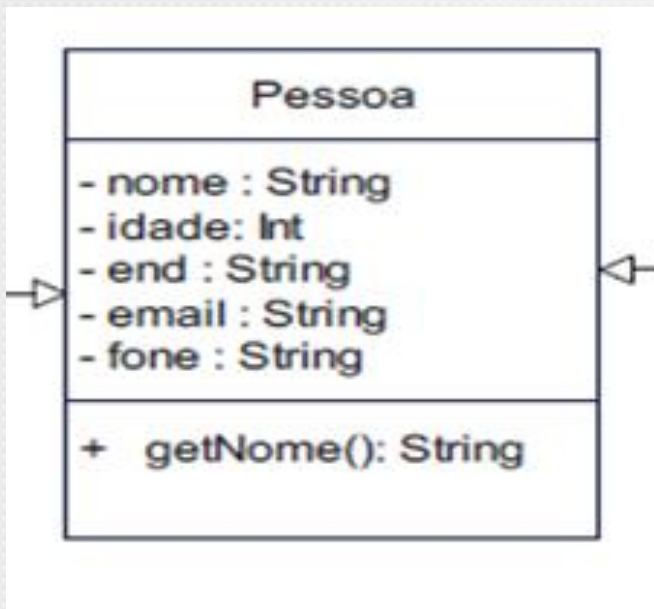 Pessoa
- nome : String
- idade: Int
- end : String
- email : String
- fone : String
+ getNome(): String